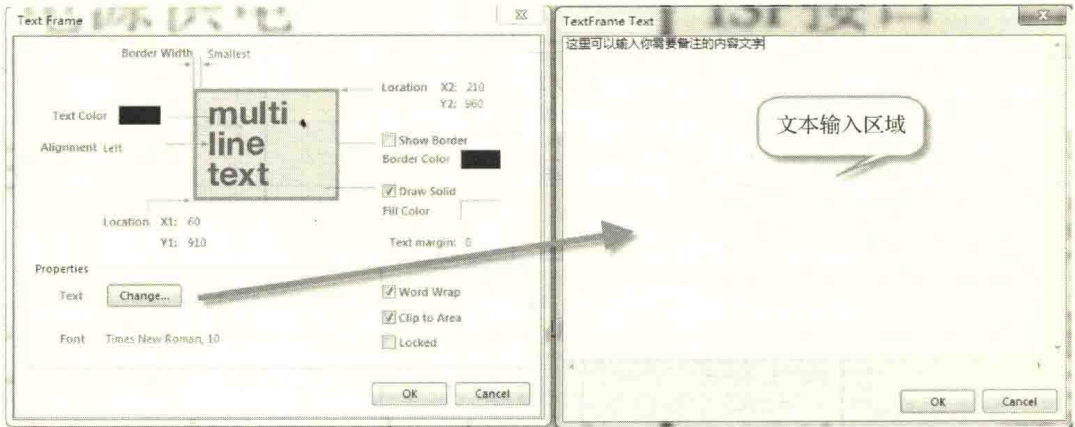 Text Frame
Border Width Smallest
Location X2: 210
Y2: 960
Text Color
multi
line
text
Alignment Left
Show Border
Border Color
Draw Solid
Fill Color
Location X1: 60
Y1: 910
Text margin: 0
Properties
Text Change...
Word Wrap
Clip to Area
Font Times New Roman, 10
Locked
OK Cancel
TextFrame Text
这里可以输入你需要备注的内容文字
文本输入区域
OK Cancel